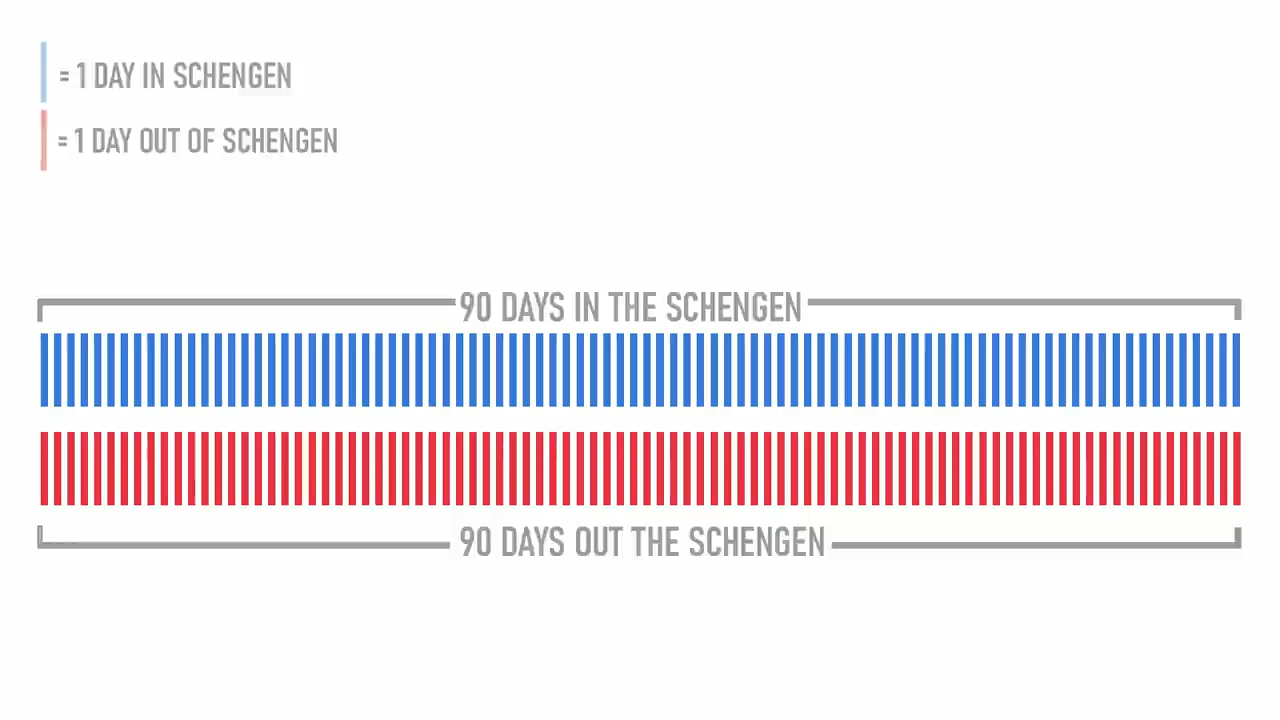 = 1 DAY IN SCHENGEN
= 1 DAY OUT OF SCHENGEN
90 DAYS IN THE SCHENGEN
90 DAYS OUT THE SCHENGEN